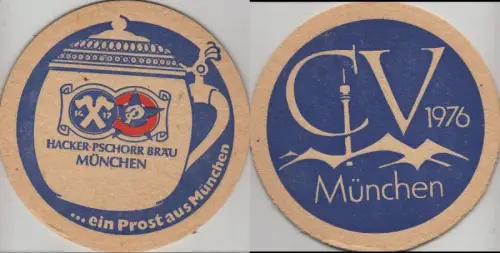 14 17
HACKER-PSCHORR BRÄU
MÜNCHEN
...ein Prost aus München
CV
1976
München